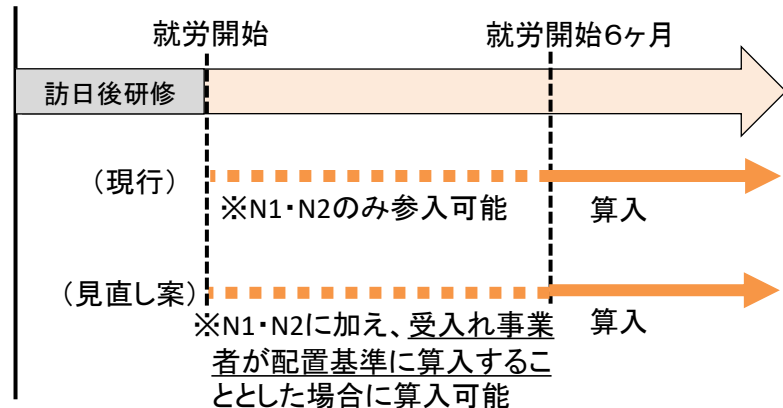 就労開始
就労開始6ヶ月
訪日後研修
（現行）
※N1・N2のみ参入可能
算入
（見直し案）
算入
※N1・N2に加え、受入れ事業
者が配置基準に算入するこ
ととした場合に算入可能